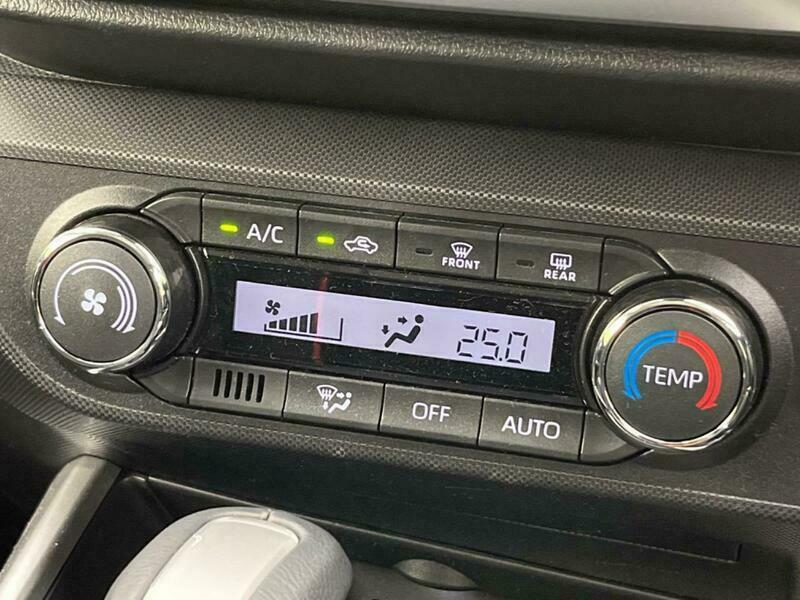 A/C
FRONT
REAR
25.0
TEMP
OFF
AUTO